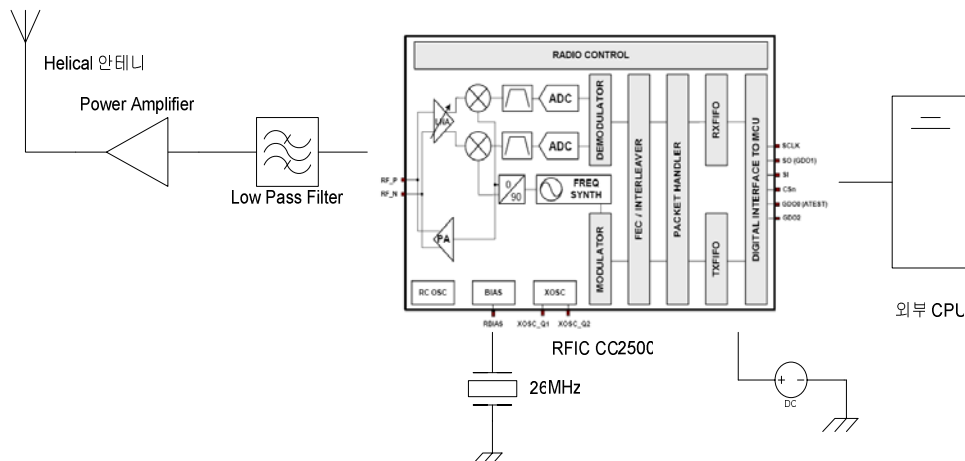 Helical 안테니
Power Amplifier
Low Pass Filter
RADIO CONTROL
LNA
ADC
ADC
0
90
FREQ
SYNTH
PA
DEMODULATOR
MODULATOR
FEC / INTERLEAVER
PACKET HANDLER
RXFIFO
TXFIFO
DIGITAL INTERFACE TO MCU
RF_P
RF_N
SCLK
SO (GDO1)
SI
CSn
GDO0 (ATEST)
GDO2
RC OSC
BIAS
XOSC
RBIAS
XOSC_Q1
XOSC_Q2
RFIC CC2500
26MHz
DC
외부 CPU